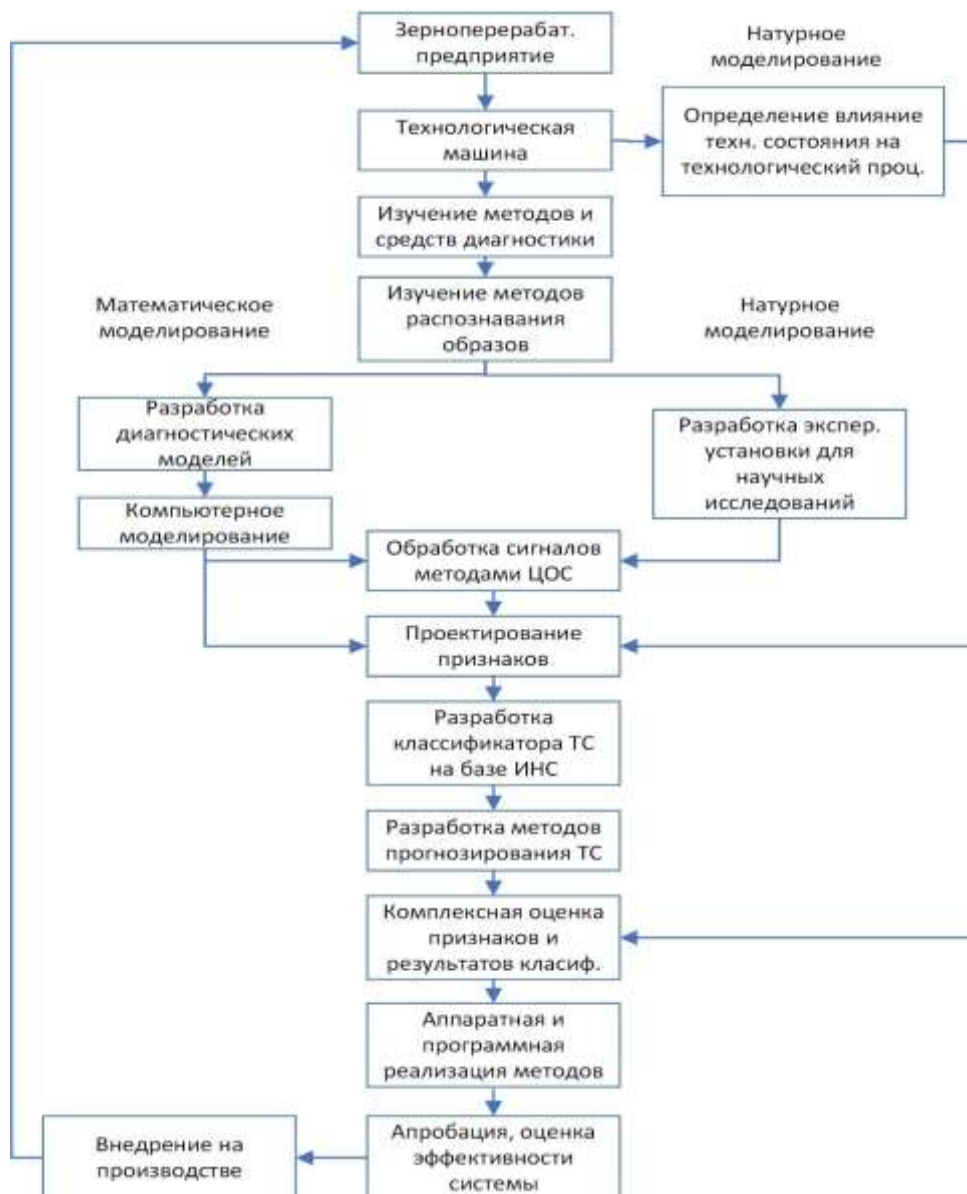 Зерноперерабат.
предприятие
Натурное
моделирование
Технологическая
машина
Определение влияние
техн. состояния на
технологический проц.
Изучение методов и
средств диагностики
Изучение методов
распознавания
образов
Математическое
моделирование
Натурное
моделирование
Разработка
диагностических
моделей
Разработка экспер.
установки для
научных
исследований
Компьютерное
моделирование
Обработка сигналов
методами ЦОС
Проектирование
признаков
Разработка
классификатора ТС
на базе ИНС
Разработка методов
прогнозирования ТС
Комплексная оценка
признаков и
результатов класиф.
Аппаратная и
программная
реализация методов
Внедрение на
производстве
Апробация, оценка
эффективности
системы